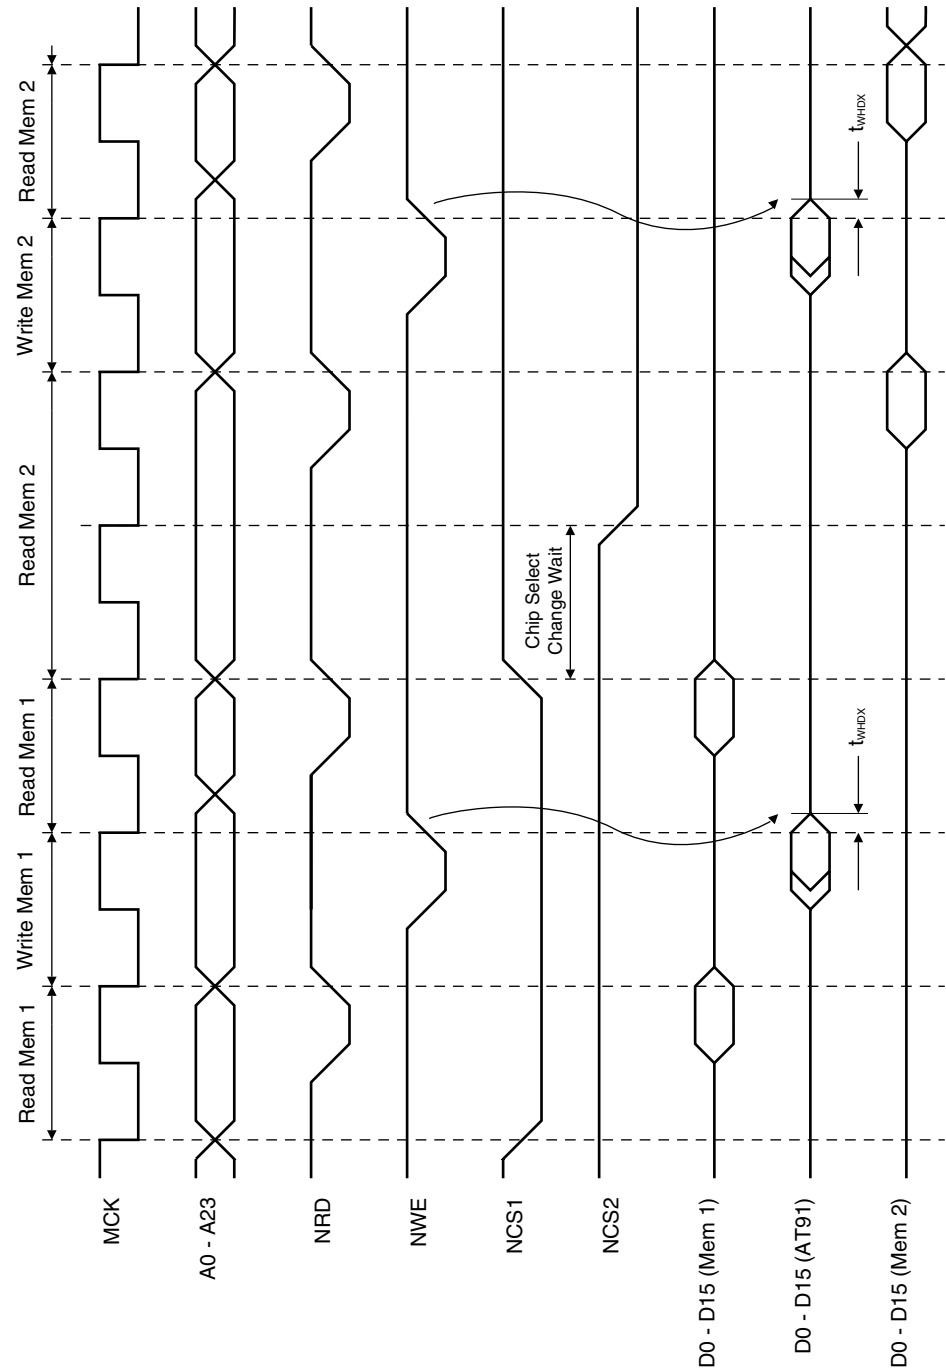 Read Mem 1
Write Mem 1
Read Mem 1
Read Mem 2
Write Mem 2
Read Mem 2
MCK
A0 - A23
NRD
NWE
NCS1
Chip Select
Change Wait
NCS2
D0 - D15 (Mem 1)
D0 - D15 (AT91)
tWHDX
tWHDX
D0 - D15 (Mem 2)